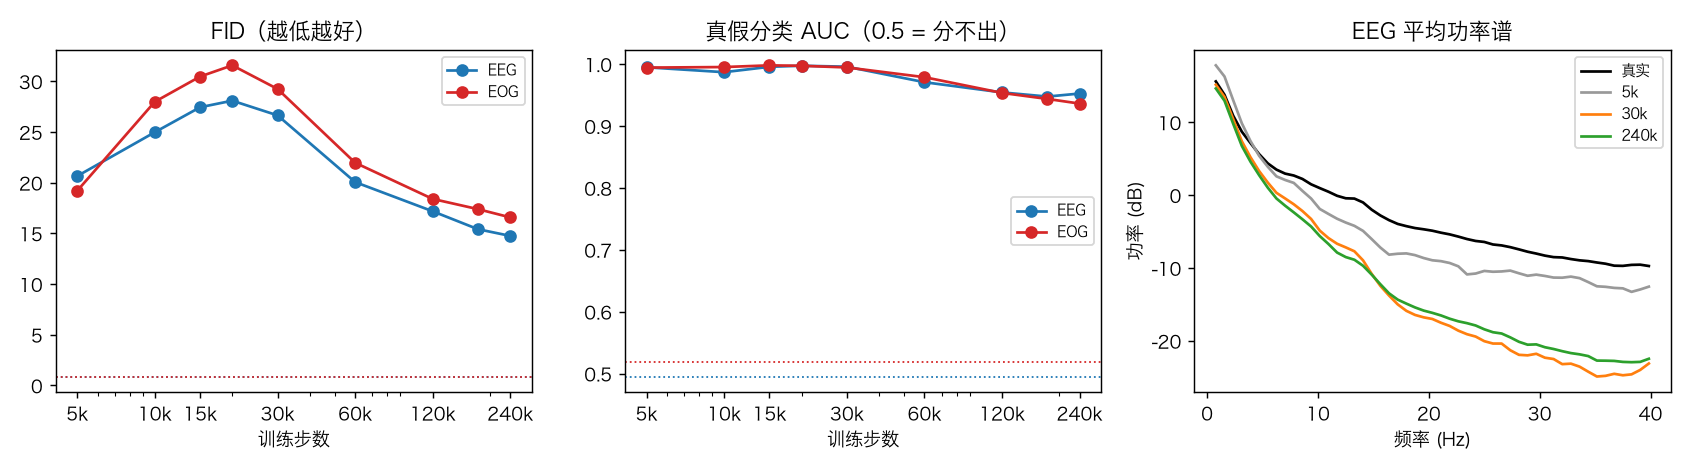 FID（越低越好）
30
25
20
15
10
5
0
EEG
EOG
5k
10k
15k
30k
60k
120k
240k
训练步数
真假分类 AUC（0.5 = 分不出）
1.0
0.9
0.8
0.7
0.6
0.5
EEG
EOG
5k
10k
15k
30k
60k
120k
240k
训练步数
EEG 平均功率谱
功率 (dB)
10
0
-10
-20
真实
5k
30k
240k
0
10
20
30
40
频率 (Hz)